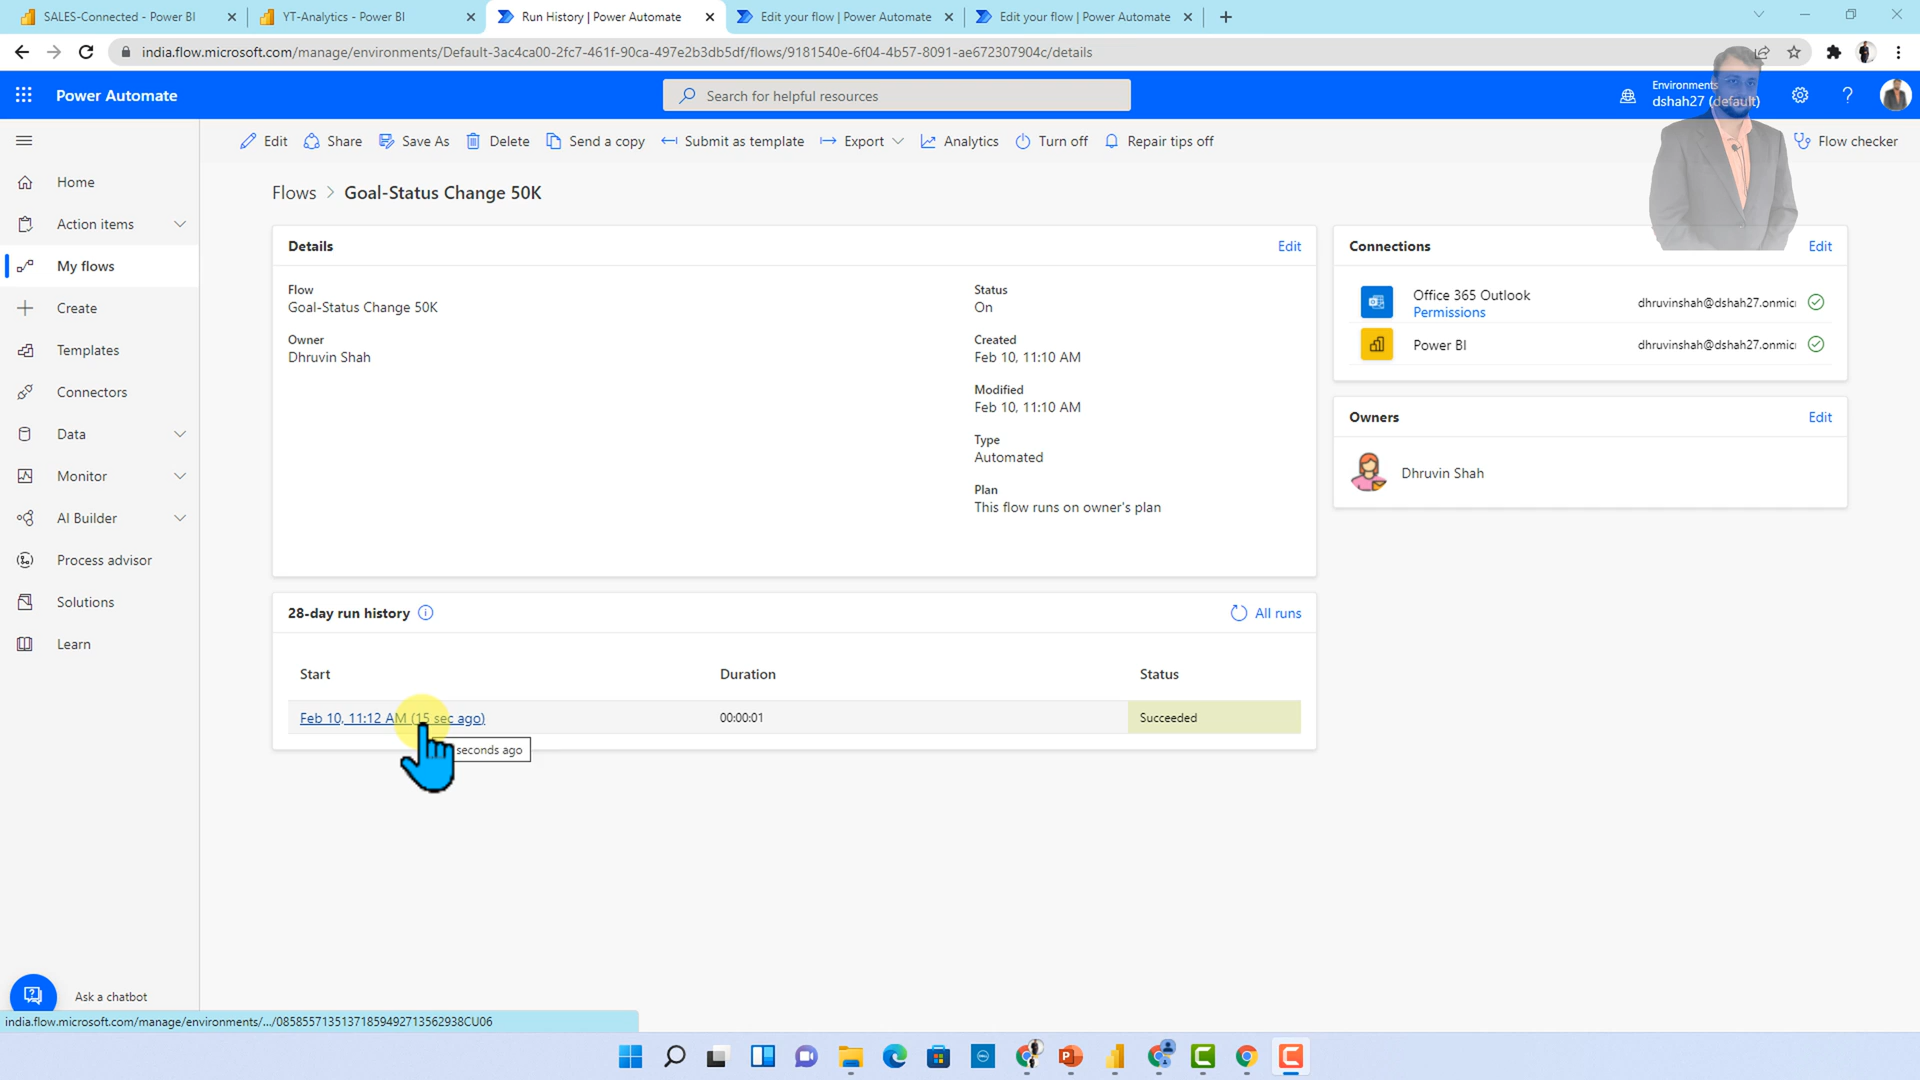 SALES-Connected - Power BI
YT-Analytics - Power BI
Run History | Power Automate
Edit your flow | Power Automate
Edit your flow | Power Automate
india.flow.microsoft.com/manage/environments/Default-3ac4ca00-2fc7-461f-90ca-497e2b3db5df/flows/9181540e-6f04-4b57-8091-ae672307904c/details
Power Automate
Search for helpful resources
Environments
dshah27 (default)
?
Edit
Share
Save As
Delete
Send a copy
Submit as template
Export
Analytics
Turn off
Repair tips off
Flow checker
Home
Action items
My flows
Create
Templates
Connectors
Data
Monitor
AI Builder
Process advisor
Solutions
Learn
Ask a chatbot
Flows > Goal-Status Change 50K
Details
Edit
Flow
Goal-Status Change 50K
Owner
Dhruvin Shah
Status
On
Created
Feb 10, 11:10 AM
Modified
Feb 10, 11:10 AM
Type
Automated
Plan
This flow runs on owner's plan
Connections
Edit
Office 365 Outlook
Permissions
dhruvinshah@dshah27.onmic
Power BI
dhruvinshah@dshah27.onmic
Owners
Edit
Dhruvin Shah
28-day run history
All runs
Start Duration Status
Feb 10, 11:12 AM (15 sec ago) 00:00:01 Succeeded
seconds ago
india.flow.microsoft.com/manage/environments/.../08585571351371859492713562938CU06